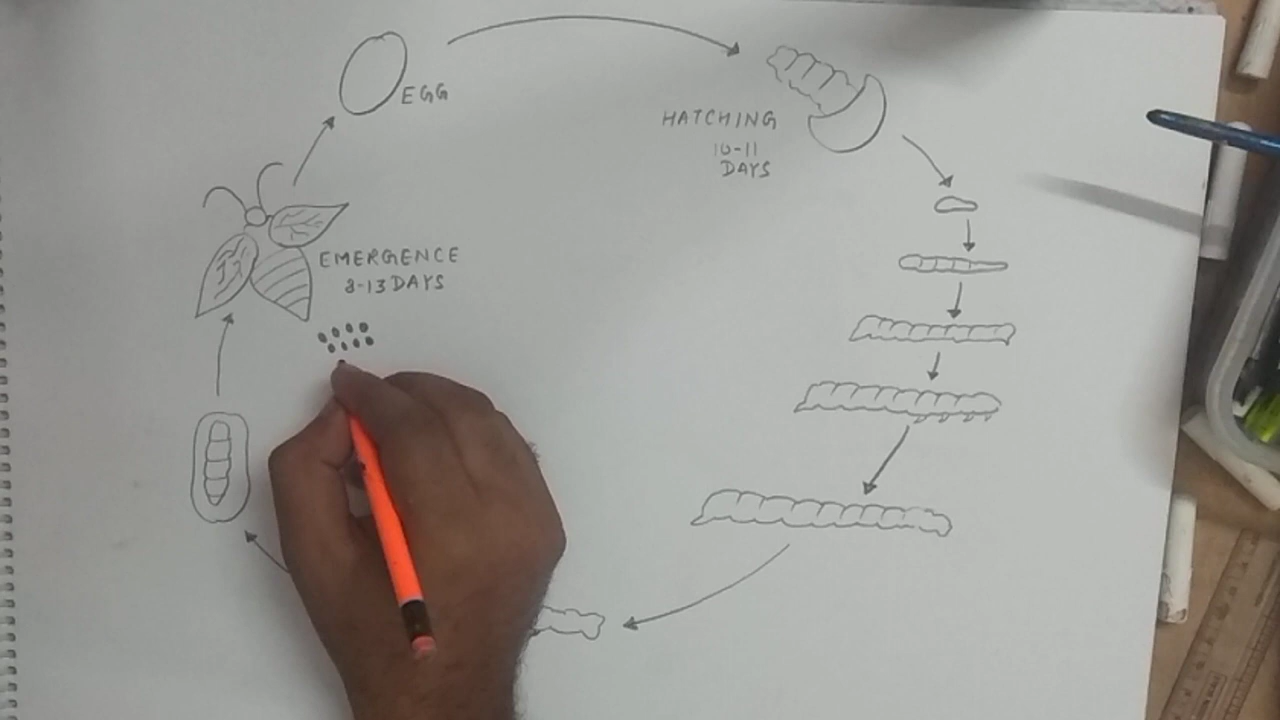 EGG
HATCHING
10-11
DAYS
EMERGENCE
8-13 DAYS